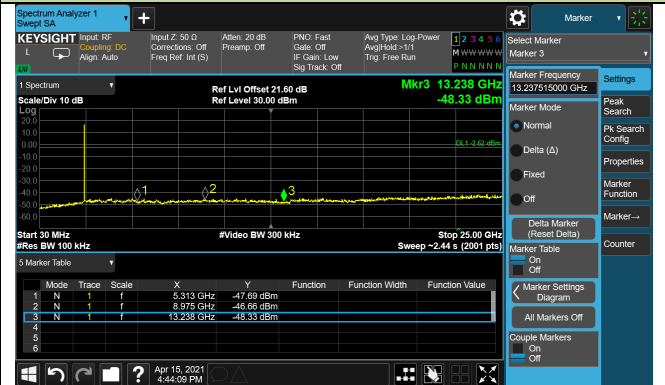 Spectrum Analyzer 1
Swept SA
Marker
KEYSIGHT
L
LXI
Input: RF
Coupling: DC
Align: Auto
Input Z: 50 Ω
Corrections: Off
Freq Ref: Int (S)
Atten: 20 dB
Preamp: Off
PNO: Fast
Gate: Off
IF Gain: Low
Sig Track: Off
Avg Type: Log-Power
Avg|Hold:>1/1
Trig: Free Run
1 2 3 4 5 6
M W W W W W
P N N N N N
Select Marker
Marker 3
1 Spectrum
Scale/Div 10 dB
Ref Lvl Offset 21.60 dB
Ref Level 30.00 dBm
Mkr3 13.238 GHz
-48.33 dBm
Log
20.0
10.0
0.00
-10.0
-20.0
-30.0
-40.0
-50.0
-60.0
DL1 -2.62 dBm
1
2
3
Start 30 MHz
#Res BW 100 kHz
#Video BW 300 kHz
Stop 25.00 GHz
Sweep ~2.44 s (2001 pts)
5 Marker Table
Mode Trace Scale X Y Function Function Width Function Value
1 N 1 f 5.313 GHz -47.69 dBm
2 N 1 f 8.975 GHz -46.66 dBm
3 N 1 f 13.238 GHz -48.33 dBm
4
5
6
Marker Frequency
13.237515000 GHz
Marker Mode
Normal
Delta (Δ)
Fixed
Off
Delta Marker
(Reset Delta)
Marker Table
On
Off
Marker Settings
Diagram
All Markers Off
Couple Markers
On
Off
Settings
Peak
Search
Pk Search
Config
Properties
Marker
Function
Marker→
Counter
?
Apr 15, 2021
4:44:09 PM